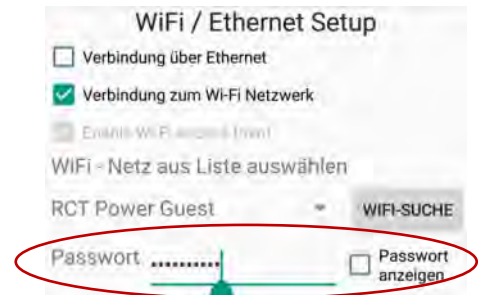 WiFi / Ethernet Setup
Verbindung über Ethernet
Verbindung zum Wi-Fi Netzwerk
WiFi - Netz aus Liste auswählen
RCT Power Guest WIFI-SUCHE
Passwort .......... Passwort
anzeigen